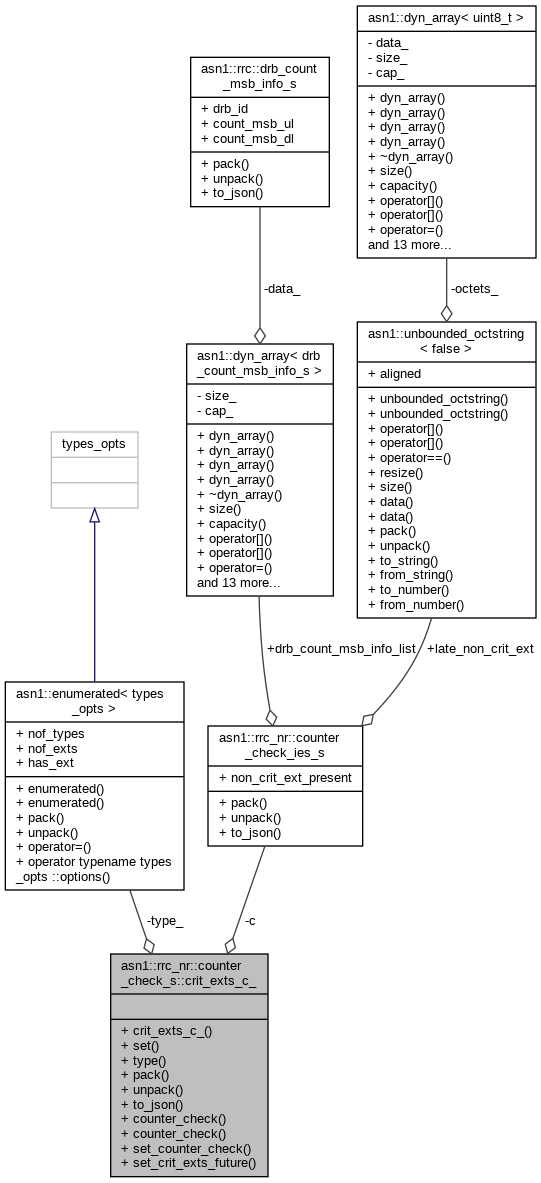 asn1::dyn_array< uint8_t >
- data_
- size_
- cap_
+ dyn_array()
+ dyn_array()
+ dyn_array()
+ dyn_array()
+ ~dyn_array()
+ size()
+ capacity()
+ operator[]()
+ operator[]()
+ operator=()
and 13 more...
asn1::rrc::drb_count
_msb_info_s
+ drb_id
+ count_msb_ul
+ count_msb_dl
+ pack()
+ unpack()
+ to_json()
-data_
-octets_
asn1::dyn_array< drb
_count_msb_info_s >
- size_
- cap_
+ dyn_array()
+ dyn_array()
+ dyn_array()
+ dyn_array()
+ ~dyn_array()
+ size()
+ capacity()
+ operator[]()
+ operator[]()
+ operator=()
and 13 more...
asn1::unbounded_octstring
< false >
+ aligned
+ unbounded_octstring()
+ unbounded_octstring()
+ operator[]()
+ operator[]()
+ operator==()
+ resize()
+ size()
+ data()
+ data()
+ pack()
+ unpack()
+ to_string()
+ from_string()
+ to_number()
+ from_number()
types_opts
+drb_count_msb_info_list
+late_non_crit_ext
asn1::enumerated< types
_opts >
+ nof_types
+ nof_exts
+ has_ext
+ enumerated()
+ enumerated()
+ pack()
+ unpack()
+ operator=()
+ operator typename types
_opts ::options()
asn1::rrc_nr::counter
_check_ies_s
+ non_crit_ext_present
+ pack()
+ unpack()
+ to_json()
-type_
-c
asn1::rrc_nr::counter
_check_s::crit_exts_c_
+ crit_exts_c_()
+ set()
+ type()
+ pack()
+ unpack()
+ to_json()
+ counter_check()
+ counter_check()
+ set_counter_check()
+ set_crit_exts_future()